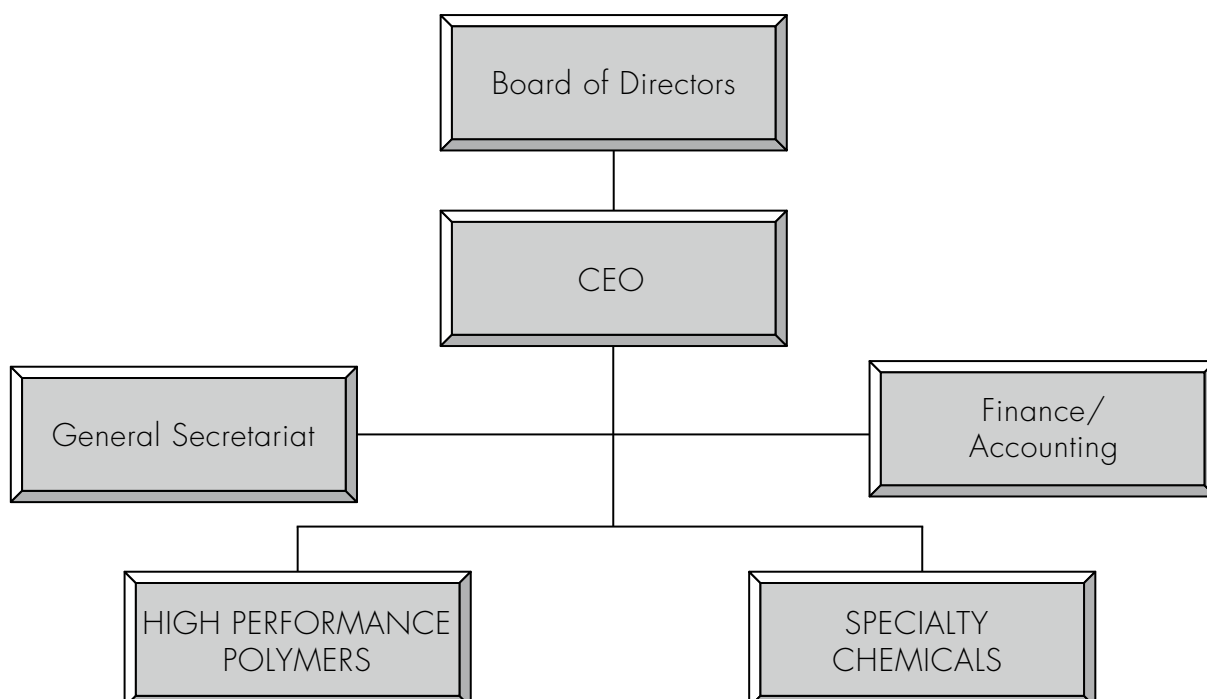 Board of Directors
CEO
General Secretariat
Finance/
Accounting
HIGH PERFORMANCE
POLYMERS
SPECIALTY
CHEMICALS